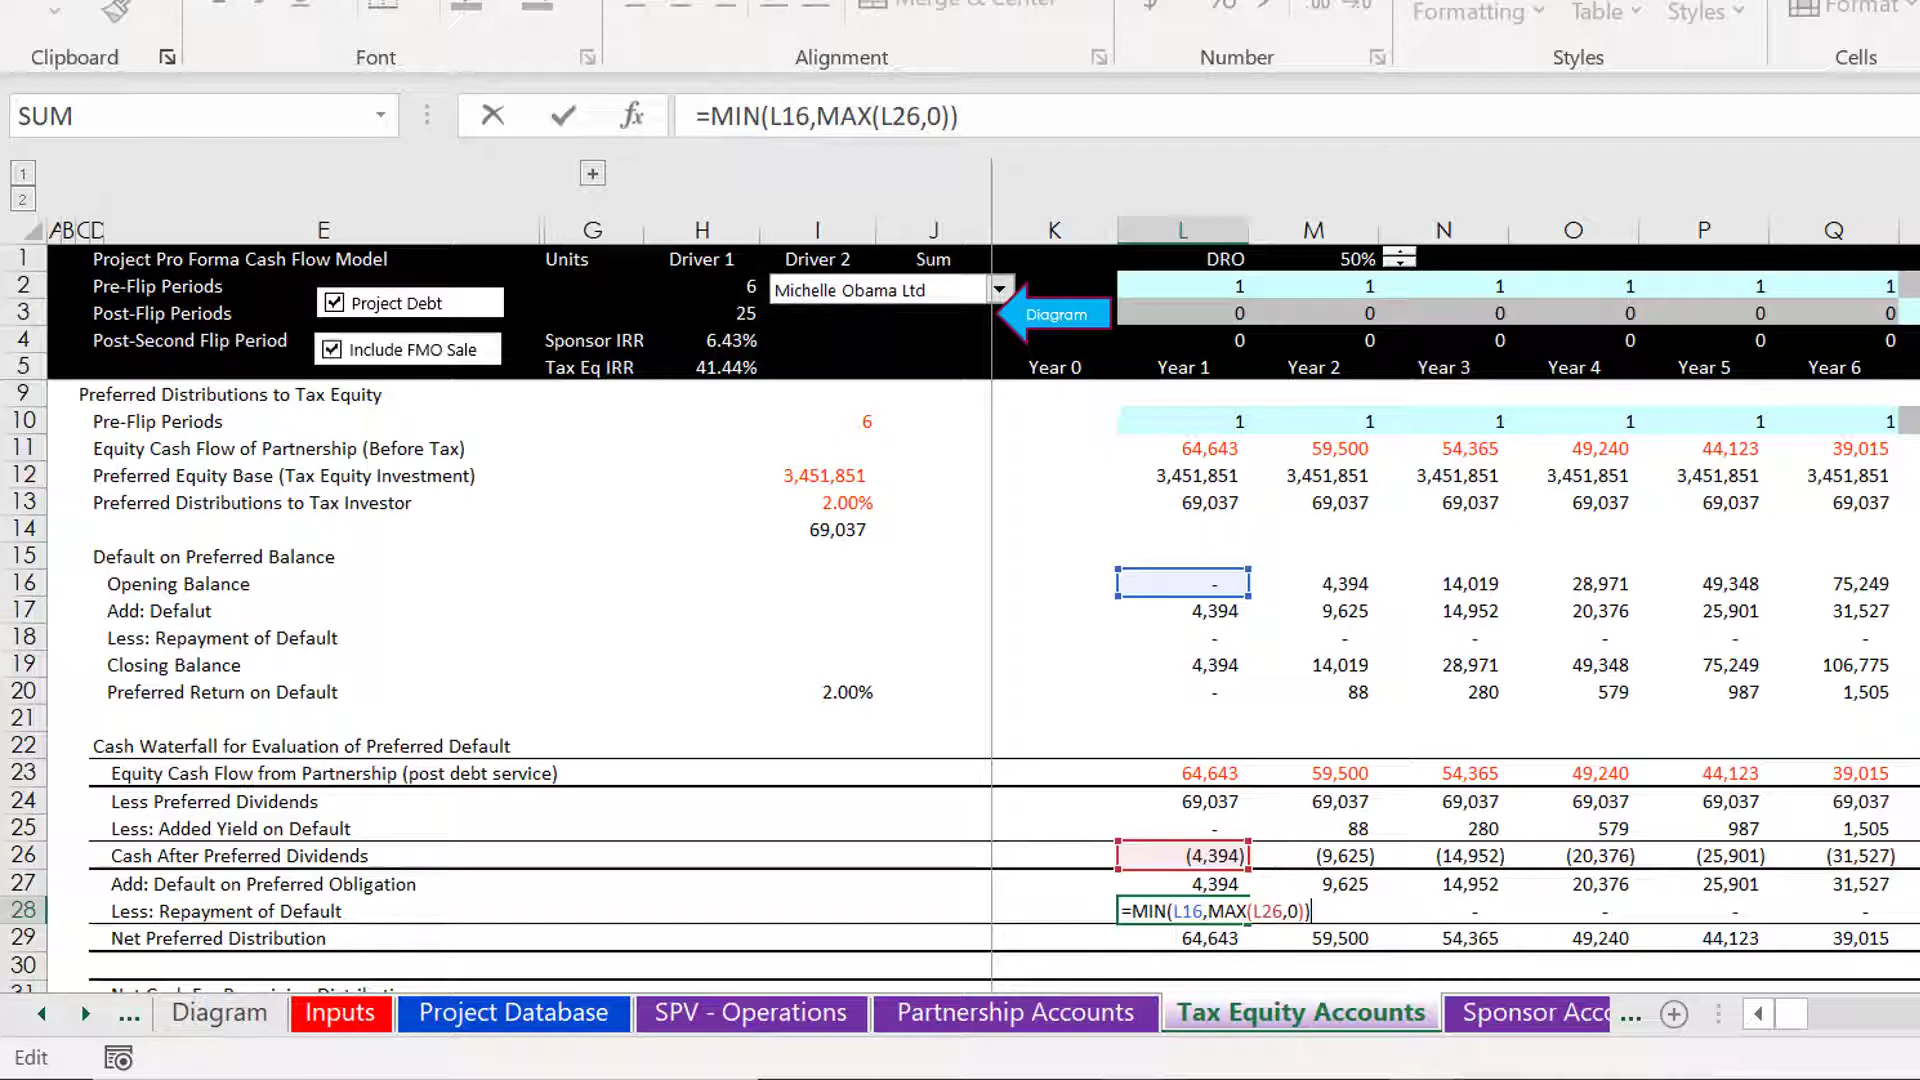 Merge & Center
$ % .00 →0
Formatting Table Styles Format
Clipboard Font Alignment Number Styles Cells
SUM fx =MIN(L16,MAX(L26,0))
+
1
2
A B C D E G H I J K L M N O P Q
1 Project Pro Forma Cash Flow Model Units Driver 1 Driver 2 Sum DRO 50%
2 Pre-Flip Periods 6 Michelle Obama Ltd 1 1 1 1 1 1
Project Debt
3 Post-Flip Periods 25 Diagram 0 0 0 0 0 0
4 Post-Second Flip Period Include FMO Sale Sponsor IRR 6.43% 0 0 0 0 0 0
5 Tax Eq IRR 41.44% Year 0 Year 1 Year 2 Year 3 Year 4 Year 5 Year 6
9 Preferred Distributions to Tax Equity
10 Pre-Flip Periods 6 1 1 1 1 1 1
11 Equity Cash Flow of Partnership (Before Tax) 64,643 59,500 54,365 49,240 44,123 39,015
12 Preferred Equity Base (Tax Equity Investment) 3,451,851 3,451,851 3,451,851 3,451,851 3,451,851 3,451,851 3,451,851
13 Preferred Distributions to Tax Investor 2.00% 69,037 69,037 69,037 69,037 69,037 69,037
14 69,037
15 Default on Preferred Balance
16 Opening Balance - 4,394 14,019 28,971 49,348 75,249
17 Add: Defalut 4,394 9,625 14,952 20,376 25,901 31,527
18 Less: Repayment of Default - - - - - -
19 Closing Balance 4,394 14,019 28,971 49,348 75,249 106,775
20 Preferred Return on Default 2.00% - 88 280 579 987 1,505
21
22 Cash Waterfall for Evaluation of Preferred Default
23 Equity Cash Flow from Partnership (post debt service) 64,643 59,500 54,365 49,240 44,123 39,015
24 Less Preferred Dividends 69,037 69,037 69,037 69,037 69,037 69,037
25 Less: Added Yield on Default - 88 280 579 987 1,505
26 Cash After Preferred Dividends (4,394) (9,625) (14,952) (20,376) (25,901) (31,527)
27 Add: Default on Preferred Obligation 4,394 9,625 14,952 20,376 25,901 31,527
28 Less: Repayment of Default =MIN(L16,MAX(L26,0)) - - - -
29 Net Preferred Distribution 64,643 59,500 54,365 49,240 44,123 39,015
30
31
... Diagram Inputs Project Database SPV - Operations Partnership Accounts Tax Equity Accounts Sponsor Acco ...
Edit